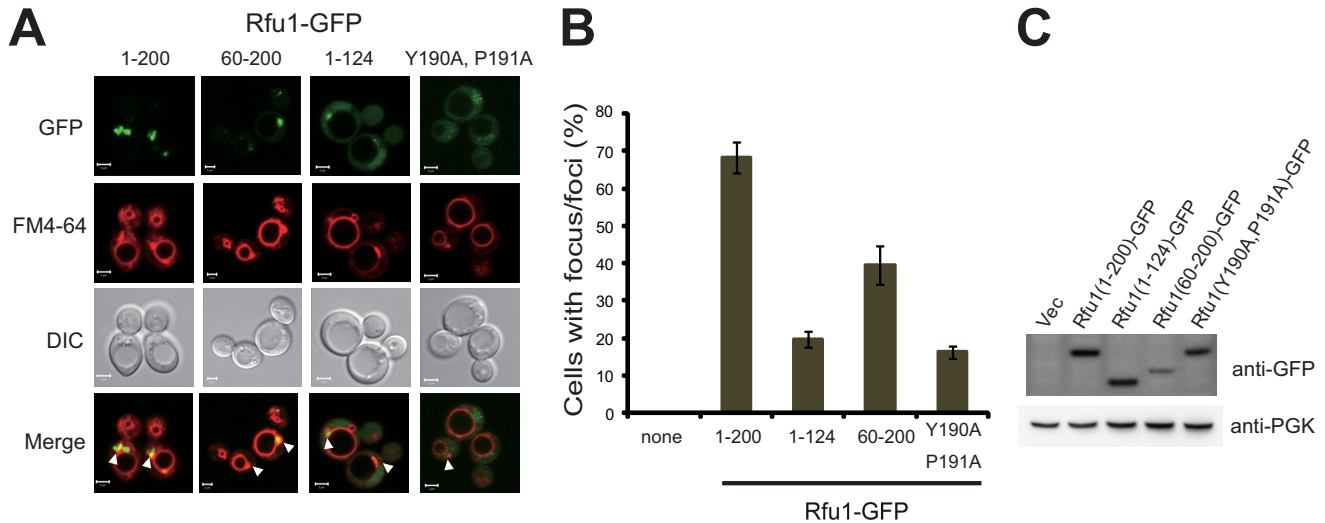 A
Rfu1-GFP
1-200
60-200
1-124
Y190A, P191A
GFP
FM4-64
DIC
Merge
B
Cells with focus/foci (%)
80
70
60
50
40
30
20
10
0
none
1-200
1-124
60-200
Y190A
P191A
Rfu1-GFP
C
Vec
Rfu1(1-200)-GFP
Rfu1(1-124)-GFP
Rfu1(60-200)-GFP
Rfu1(Y190A,P191A)-GFP
anti-GFP
anti-PGK